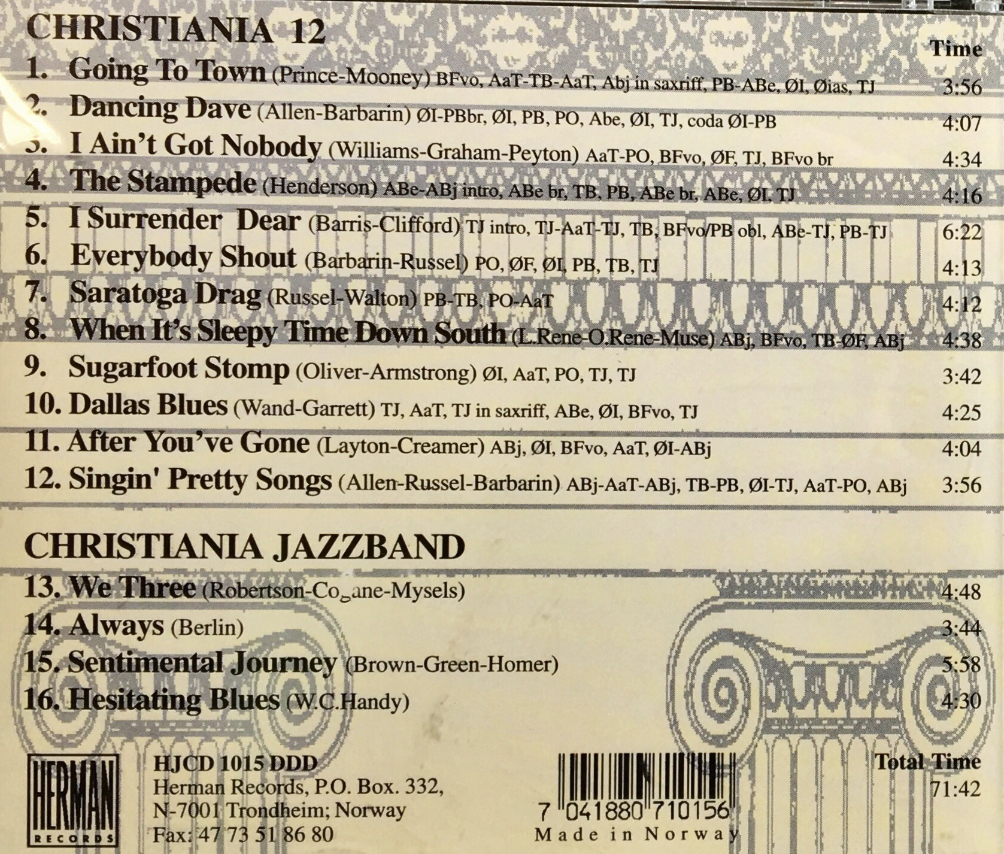 CHRISTIANIA 12
Time
1. Going To Town (Prince-Mooney) BFvo, AaT-TB-AaT, Abj in saxriff, PB-ABe, ØI, Øias, TJ 3:56
2. Dancing Dave (Allen-Barbarin) ØI-PBbr, ØI, PB, PO, Abe, ØI, TJ, coda ØI-PB 4:07
3. I Ain't Got Nobody (Williams-Graham-Peyton) AaT-PO, BFvo, ØF, TJ, BFvo br 4:34
4. The Stampede (Henderson) ABe-ABj intro, ABe br, TB, PB, ABe br, ABe, ØI, TJ 4:16
5. I Surrender Dear (Barris-Clifford) TJ intro, TJ-AaT-TJ, TB, BFvo/PB obl, ABe-TJ, PB-TJ 6:22
6. Everybody Shout (Barbarin-Russel) PO, ØF, ØI, PB, TB, TJ 4:13
7. Saratoga Drag (Russel-Walton) PB-TB, PO-AaT 4:12
8. When It's Sleepy Time Down South (L.Rene-O.Rene-Muse) ABj, BFvo, TB-ØF, ABj 4:38
9. Sugarfoot Stomp (Oliver-Armstrong) ØI, AaT, PO, TJ, TJ 3:42
10. Dallas Blues (Wand-Garrett) TJ, AaT, TJ in saxriff, ABe, ØI, BFvo, TJ 4:25
11. After You've Gone (Layton-Creamer) ABj, ØI, BFvo, AaT, ØI-ABj 4:04
12. Singin' Pretty Songs (Allen-Russel-Barbarin) ABj-AaT-ABj, TB-PB, ØI-TJ, AaT-PO, ABj 3:56
CHRISTIANIA JAZZBAND
13. We Three (Robertson-Cogane-Mysels) 4:48
14. Always (Berlin) 3:44
15. Sentimental Journey (Brown-Green-Homer) 5:58
16. Hesitating Blues (W.C.Handy) 4:30
HERMAN
RECORDS
HJCD 1015 DDD
Herman Records, P.O. Box. 332,
N-7001 Trondheim; Norway
Fax: 47 73 51 86 80
7 041880 710156
Made in Norway
Total Time
71:42